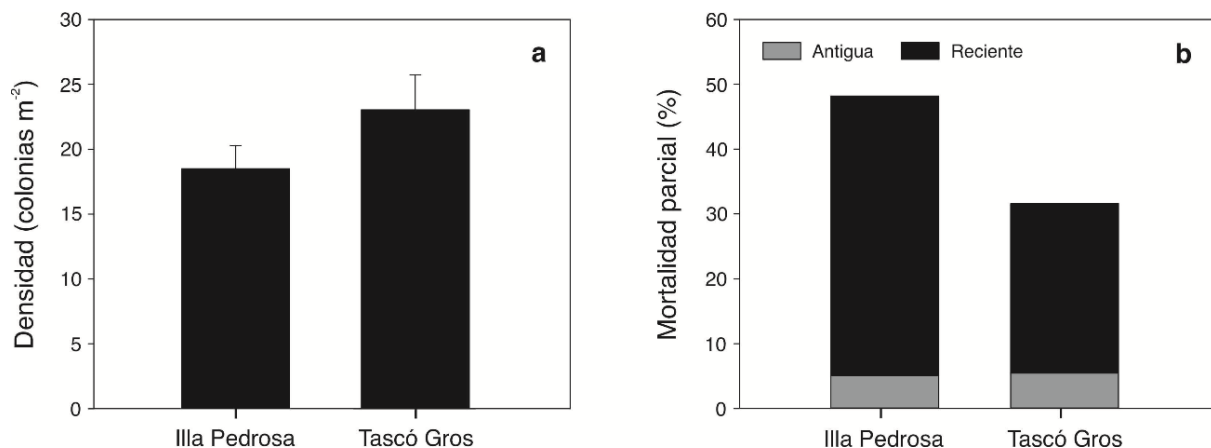 a
Densidad (colonias m⁻²)
30
25
20
15
10
5
0
Illa Pedrosa
Tascó Gros
b
Antigua
Reciente
Mortalidad parcial (%)
60
50
40
30
20
10
0
Illa Pedrosa
Tascó Gros